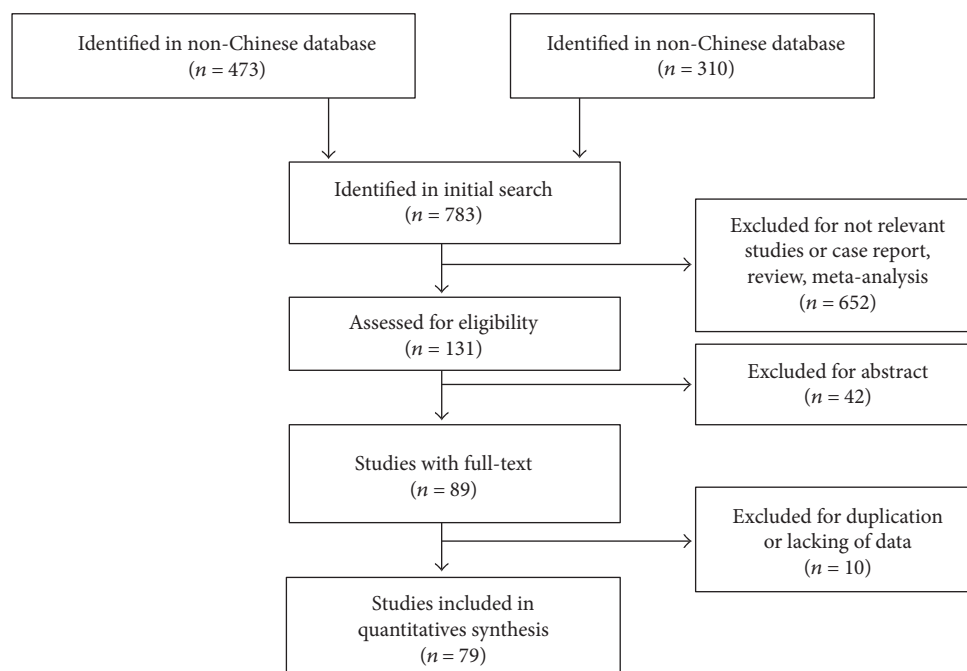 Identified in non-Chinese database
(n = 473)
Identified in non-Chinese database
(n = 310)
Identified in initial search
(n = 783)
Excluded for not relevant
studies or case report,
review, meta-analysis
(n = 652)
Assessed for eligibility
(n = 131)
Excluded for abstract
(n = 42)
Studies with full-text
(n = 89)
Excluded for duplication
or lacking of data
(n = 10)
Studies included in
quantitatives synthesis
(n = 79)